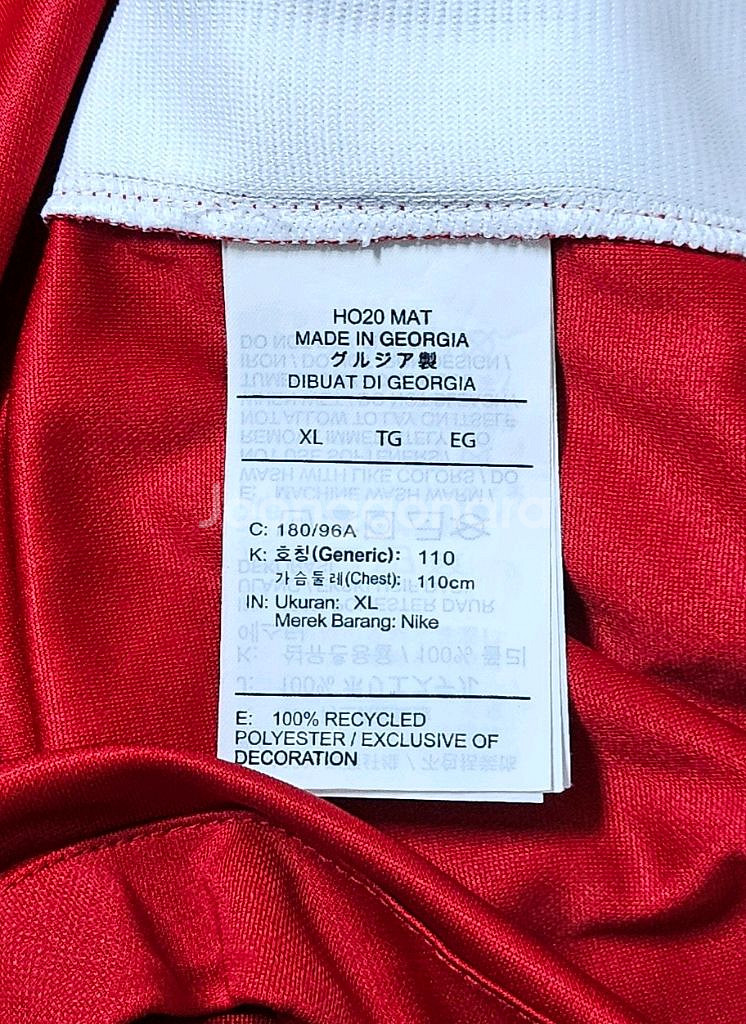 HO20 MAT
MADE IN GEORGIA
グルジア製
DIBUAT DI GEORGIA
XL TG EG
C: 180/96A
K: 호칭(Generic): 110
가슴둘레(Chest): 110cm
IN: Ukuran: XL
Merek Barang: Nike
E: 100% RECYCLED
POLYESTER / EXCLUSIVE OF
DECORATION